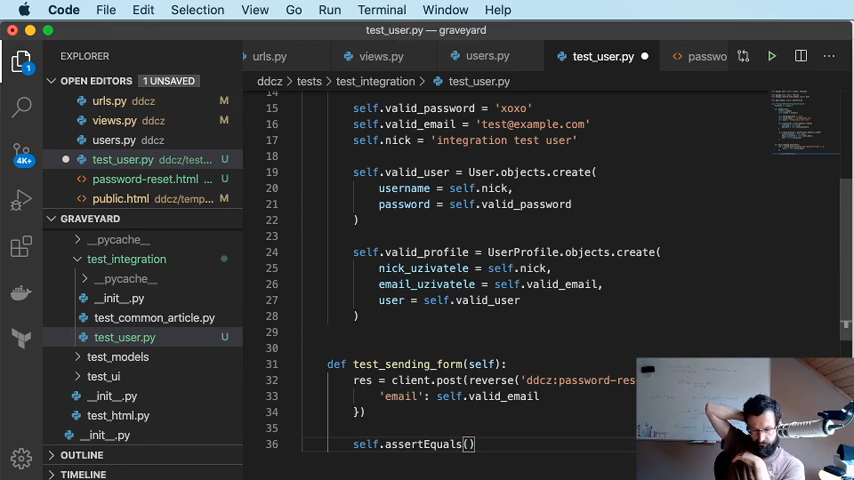 Code File Edit Selection View Go Run Terminal Window Help
test_user.py — graveyard
EXPLORER
urls.py
views.py
users.py
test_user.py
passwo
OPEN EDITORS 1 UNSAVED
ddcz > tests > test_integration > test_user.py
urls.py ddcz M
views.py ddcz M
users.py ddcz
test_user.py ddcz/test... U
password-reset.html ... U
public.html ddcz/temp... M
GRAVEYARD
__pycache__
test_integration
__pycache__
__init__.py
test_common_article.py
test_user.py U
test_models
test_ui
__init__.py
test_html.py
__init__.py
OUTLINE
TIMELINE
1
4K+
14
15 self.valid_password = 'xoxo'
16 self.valid_email = 'test@example.com'
17 self.nick = 'integration test user'
18
19 self.valid_user = User.objects.create(
20 username = self.nick,
21 password = self.valid_password
22 )
23
24 self.valid_profile = UserProfile.objects.create(
25 nick_uzivatele = self.nick,
26 email_uzivatele = self.valid_email,
27 user = self.valid_user
28 )
29
30
31 def test_sending_form(self):
32 res = client.post(reverse('ddcz:password-res
33 'email': self.valid_email
34 })
35
36 self.assertEquals()